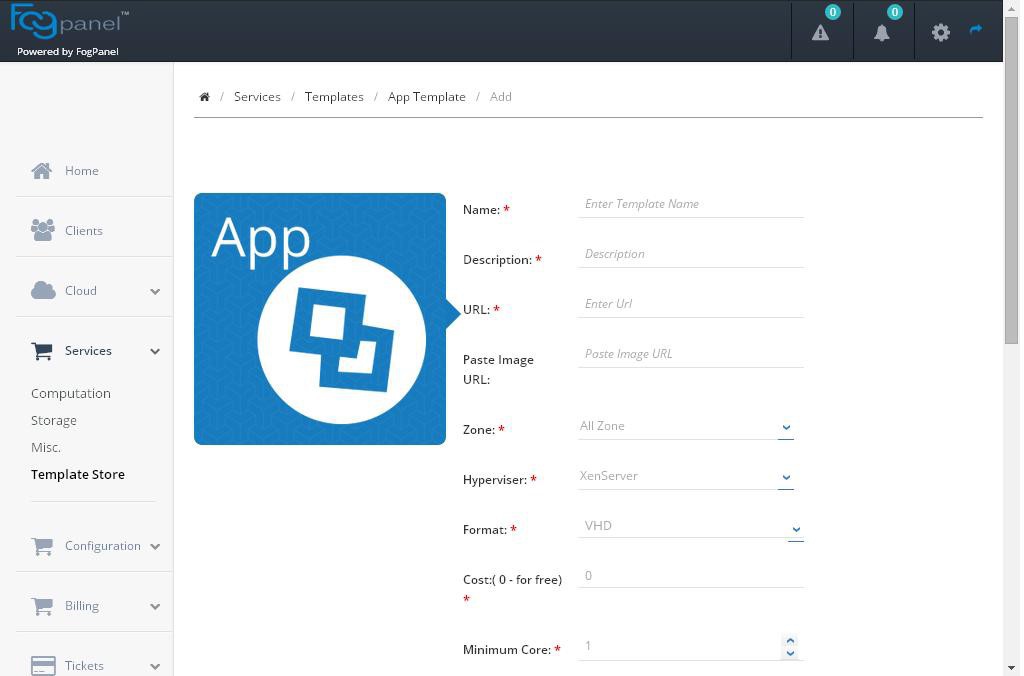 Fogpanel™
Powered by FogPanel
0
0
/ Services / Templates / App Template / Add
Home
Clients
Cloud
Services
Computation
Storage
Misc.
Template Store
Configuration
Billing
Tickets
App
Name: *
Enter Template Name
Description: *
Description
URL: *
Enter Url
Paste Image
URL:
Paste Image URL
Zone: *
All Zone
Hyperviser: *
XenServer
Format: *
VHD
Cost:( 0 - for free)
*
0
Minimum Core: *
1